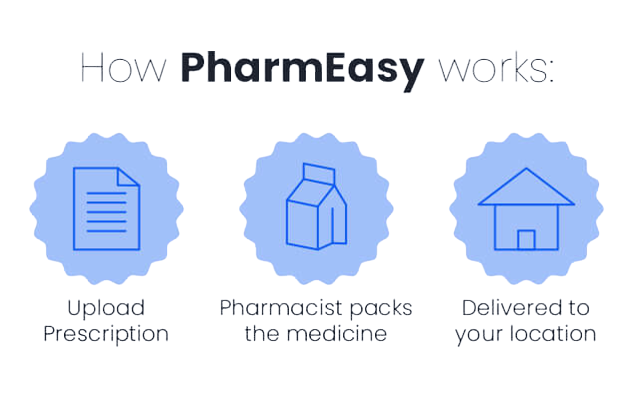 How PharmEasy works:
Upload
Prescription
Pharmacist packs
the medicine
Delivered to
your location